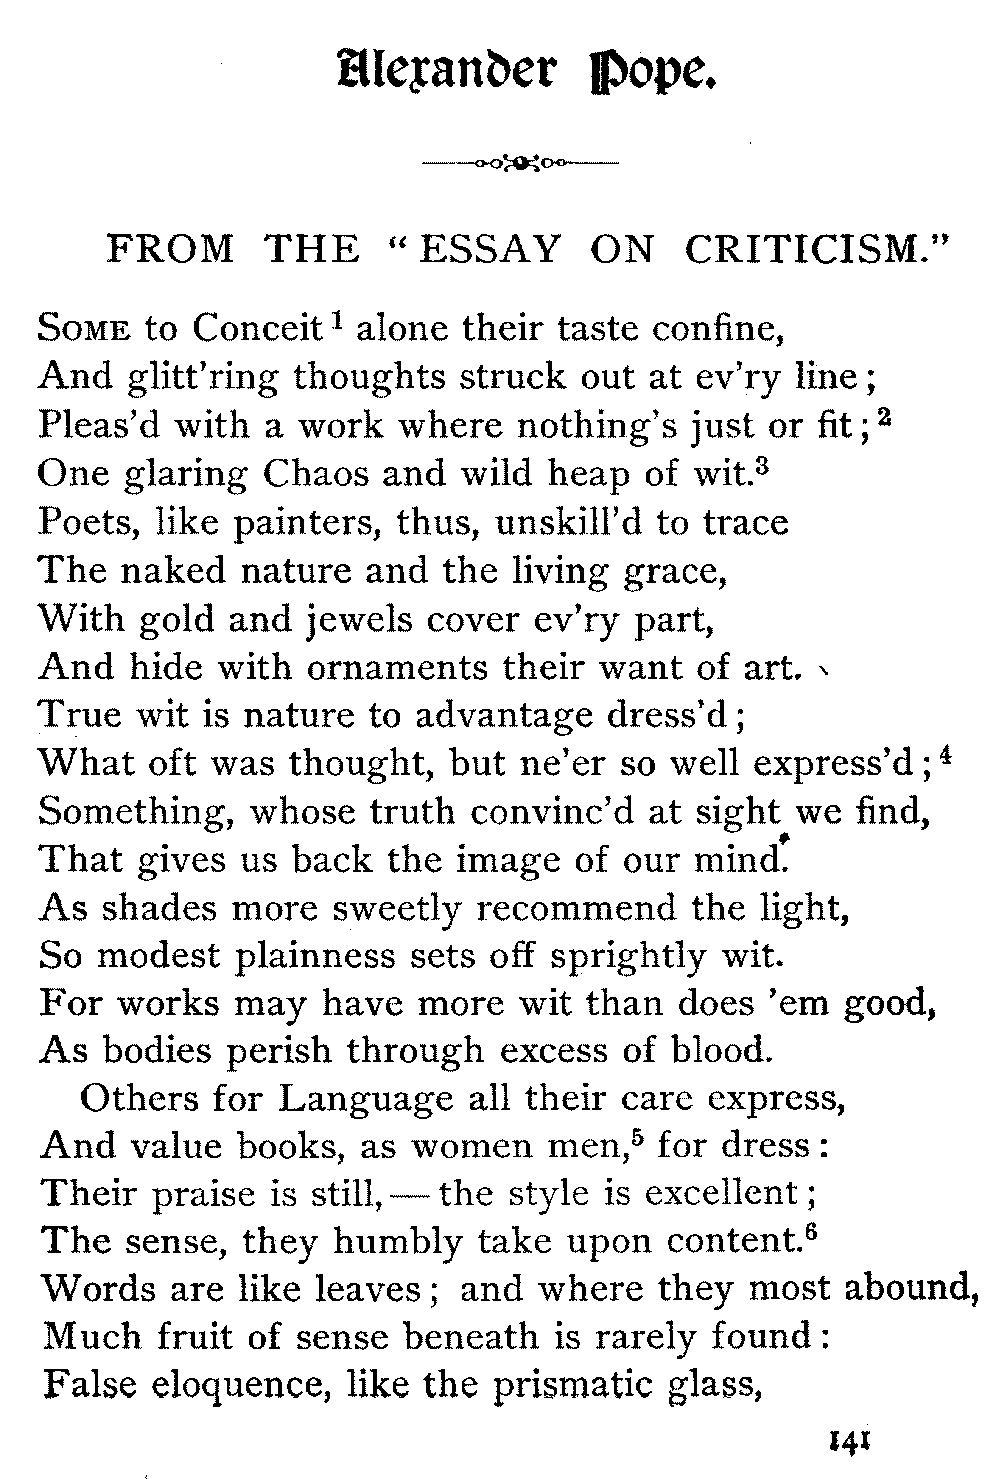 Alexander Pope.
FROM THE “ ESSAY ON CRITICISM.”
SOME to Conceit¹ alone their taste confine,
And glitt’ring thoughts struck out at ev’ry line ;
Pleas’d with a work where nothing’s just or fit ;²
One glaring Chaos and wild heap of wit.³
Poets, like painters, thus, unskill’d to trace
The naked nature and the living grace,
With gold and jewels cover ev’ry part,
And hide with ornaments their want of art.
True wit is nature to advantage dress’d ;
What oft was thought, but ne’er so well express’d ;⁴
Something, whose truth convinc’d at sight we find,
That gives us back the image of our mind.
As shades more sweetly recommend the light,
So modest plainness sets off sprightly wit.
For works may have more wit than does ’em good,
As bodies perish through excess of blood.
Others for Language all their care express,
And value books, as women men,⁵ for dress :
Their praise is still, — the style is excellent ;
The sense, they humbly take upon content.⁶
Words are like leaves ; and where they most abound,
Much fruit of sense beneath is rarely found :
False eloquence, like the prismatic glass,
141